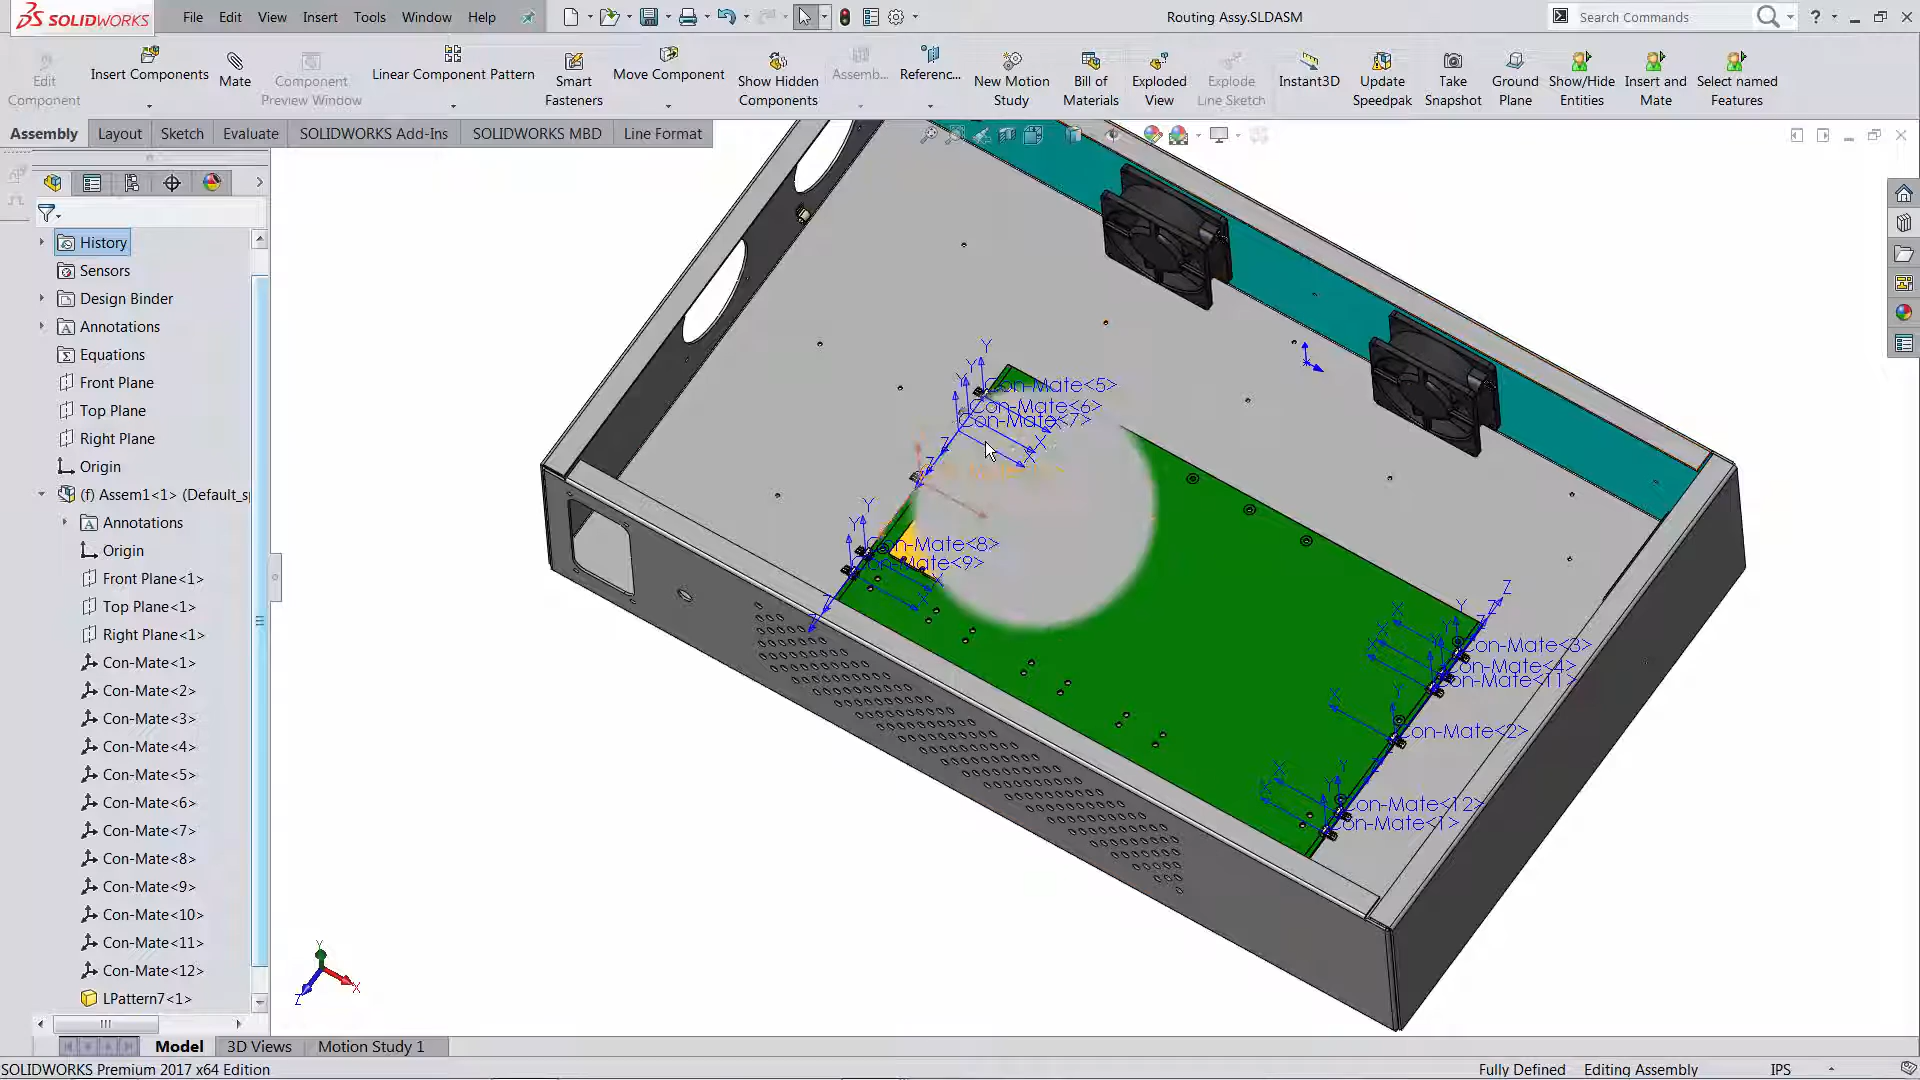 SOLIDWORKS
File Edit View Insert Tools Window Help
Routing Assy.SLDASM
Search Commands
Edit Component
Insert Components
Mate
Component Preview Window
Linear Component Pattern
Smart Fasteners
Move Component
Show Hidden Components
Assemb...
Referenc...
New Motion Study
Bill of Materials
Exploded View
Explode Line Sketch
Instant3D
Update Speedpak
Take Snapshot
Ground Plane
Show/Hide Entities
Insert and Mate
Select named Features
Assembly Layout Sketch Evaluate SOLIDWORKS Add-Ins SOLIDWORKS MBD Line Format
History
Sensors
Design Binder
Annotations
Equations
Front Plane
Top Plane
Right Plane
Origin
(f) Assem1<1> (Default_s
Annotations
Origin
Front Plane<1>
Top Plane<1>
Right Plane<1>
Con-Mate<1>
Con-Mate<2>
Con-Mate<3>
Con-Mate<4>
Con-Mate<5>
Con-Mate<6>
Con-Mate<7>
Con-Mate<8>
Con-Mate<9>
Con-Mate<10>
Con-Mate<11>
Con-Mate<12>
LPattern7<1>
Con-Mate<5>
Con-Mate<6>
Con-Mate<7>
Con-Mate<8>
Con-Mate<9>
Con-Mate<3>
Con-Mate<4>
Con-Mate<11>
Con-Mate<2>
Con-Mate<12>
Con-Mate<1>
Y
X
Z
Model 3D Views Motion Study 1
SOLIDWORKS Premium 2017 x64 Edition
Fully Defined Editing Assembly IPS